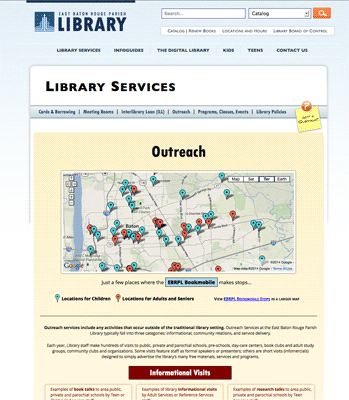 EAST BATON ROUGE PARISH
LIBRARY
Search...
Catalog
CATALOG | RENEW BOOKS
LOCATIONS AND HOURS
LIBRARY BOARD OF CONTROL
LIBRARY SERVICES
INFOGUIDES
THE DIGITAL LIBRARY
KIDS
TEENS
CONTACT US
LIBRARY SERVICES
Cards & Borrowing | Meeting Rooms | Interlibrary Loan (ILL) | Outreach | Programs, Classes, Events | Library Policies
GOT A QUESTION?
Outreach
Map
Sat
Ter
Earth
Baton
Google
Map data ©2014 Google - Terms of Use
Just a few places where the EBRPL Bookmobile makes stops...
Locations for Children
Locations for Adults and Seniors
View EBRPL Bookmobile Stops in a larger map
Outreach services include any activities that occur outside of the traditional library setting. Outreach Services at the East Baton Rouge Parish
Library typically fall into three categories: informational, community relations, and service delivery.
Each year, Library staff make hundreds of visits to public, private and parochial schools, pre-schools, day-care centers, book clubs and adult study
groups, community clubs and organizations. Some visits feature staff as formal speakers or presenters; others are short visits (informercials)
designed to simply advertise the library's many free materials, services and programs.
Informational Visits
Examples of book talks to area public,
private and parochial schools by Teen or
Examples of library informational visits
by Adult Services or Reference Services
Examples of research talks to area public,
private and parochial schools by Teen or